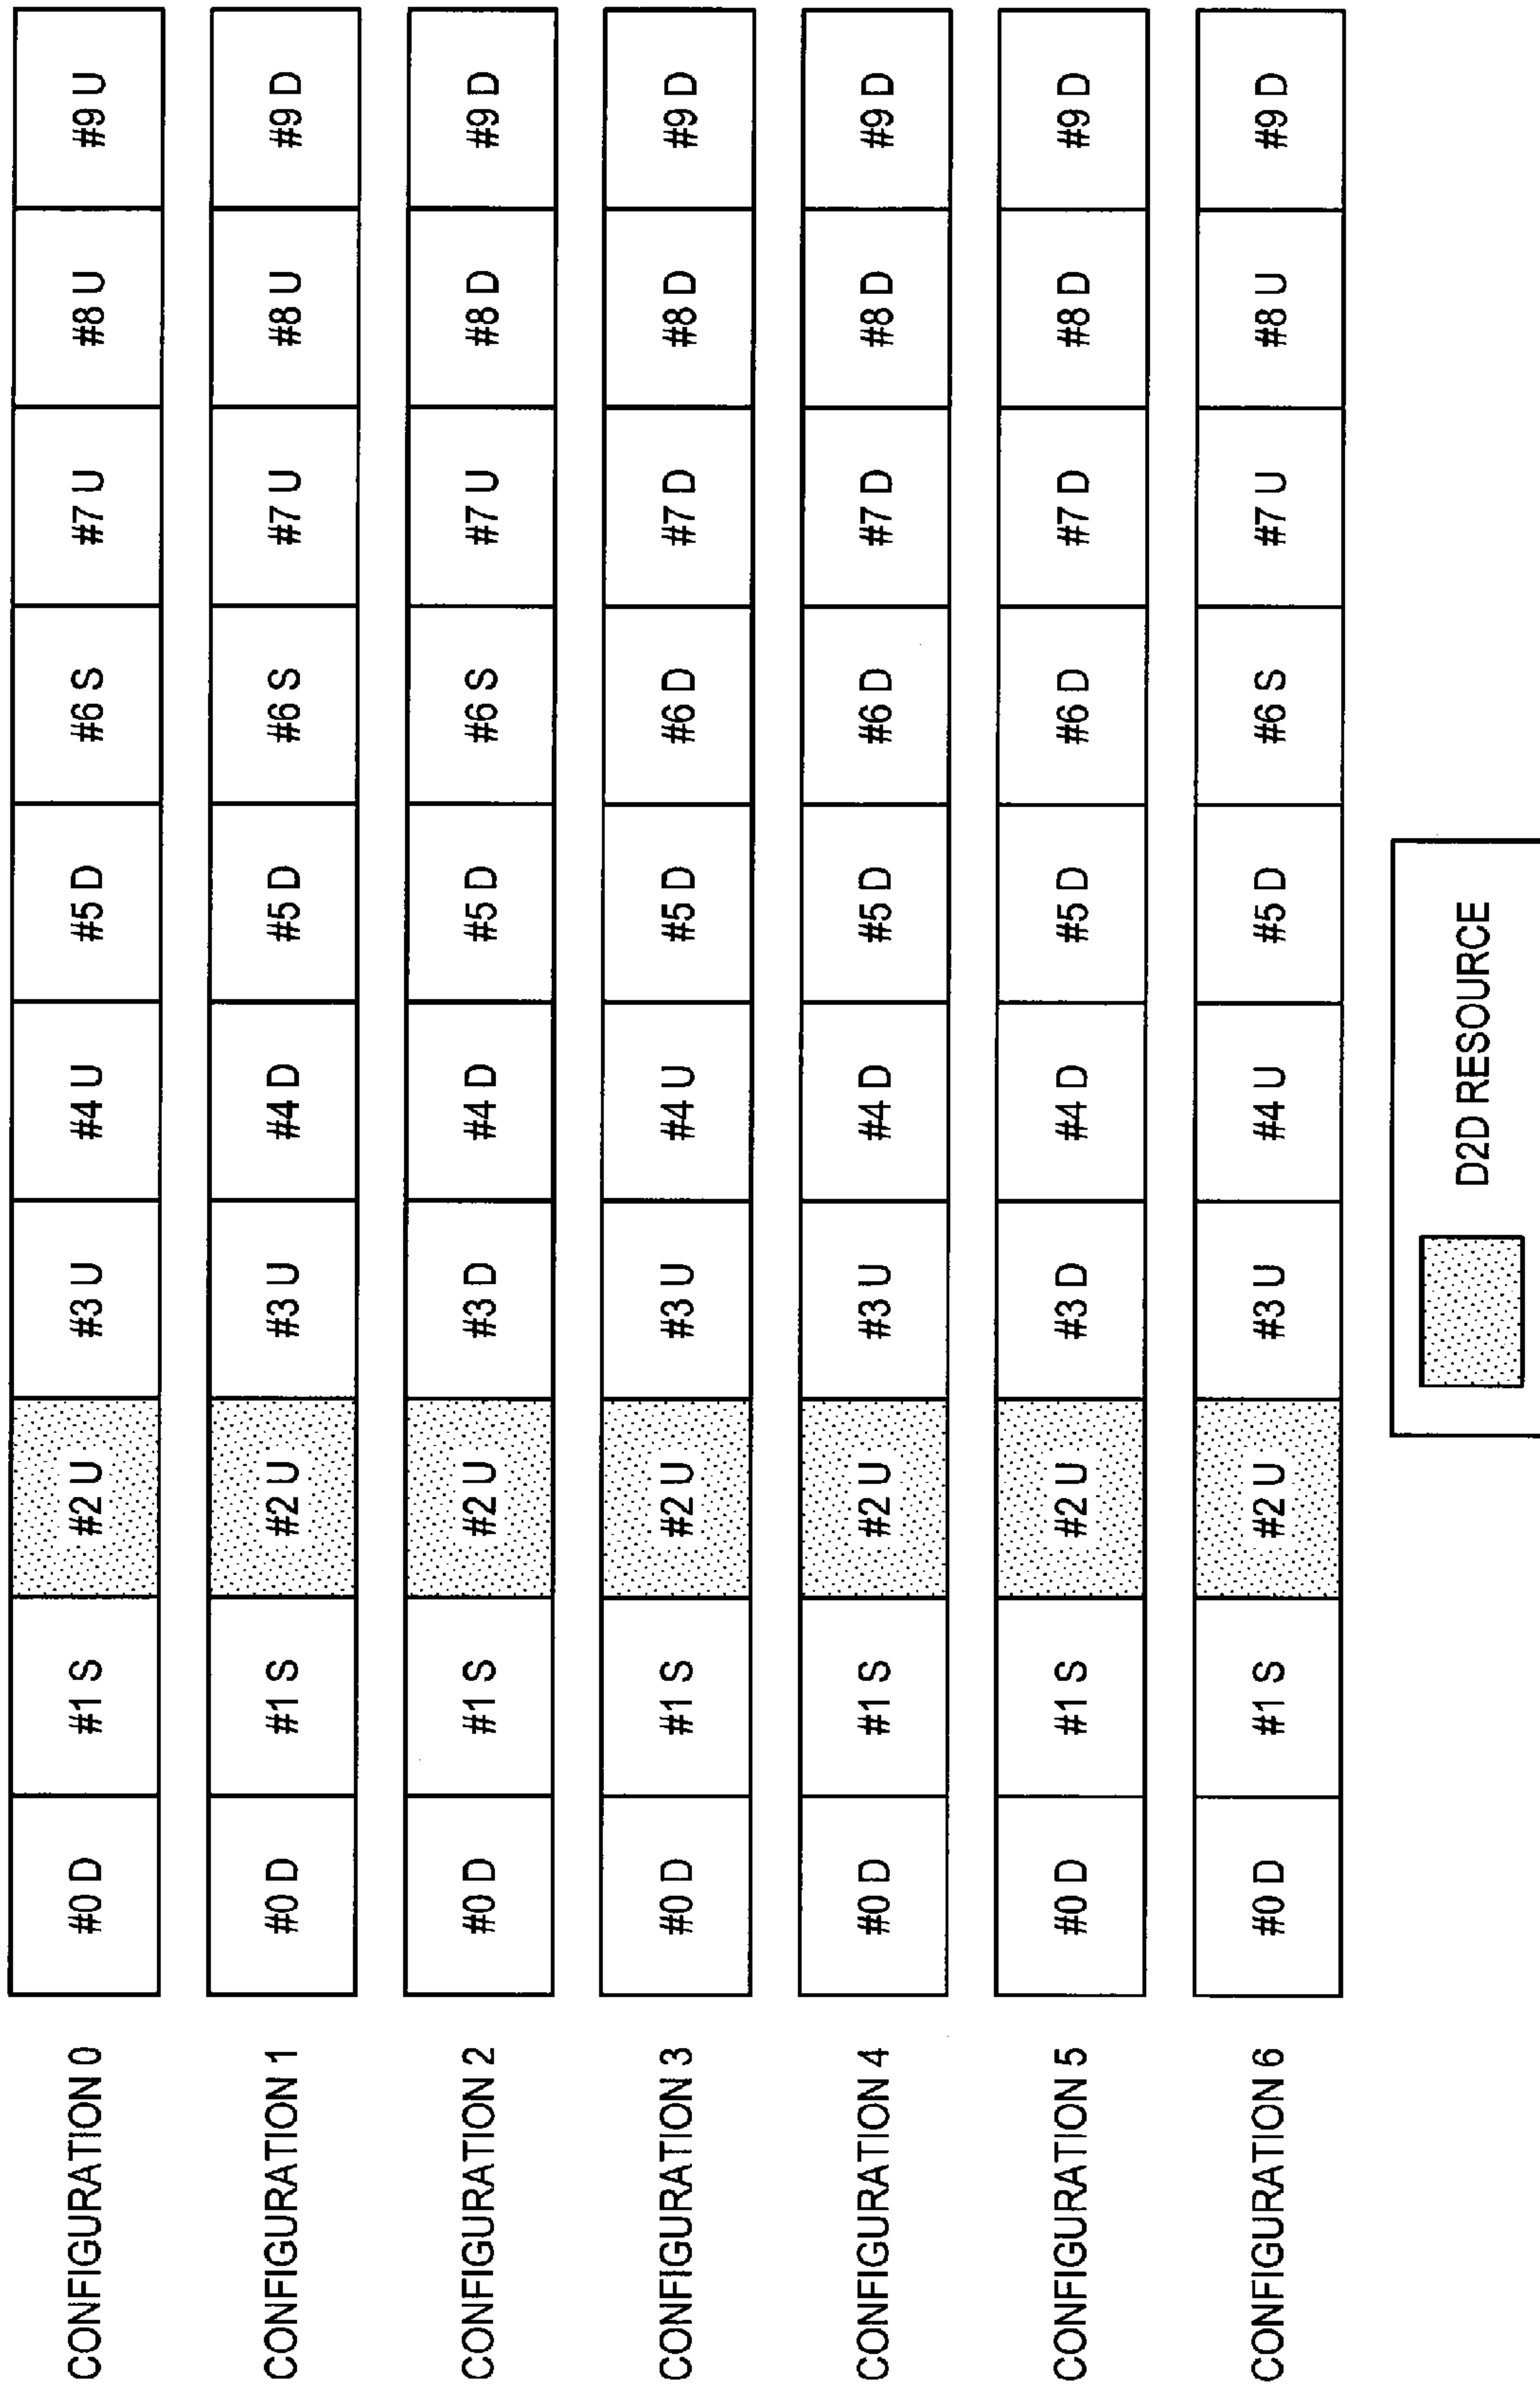 CONFIGURATION 0 #0 D #1 S #2 U #3 U #4 U #5 D #6 S #7 U #8 U #9 U
CONFIGURATION 1 #0 D #1 S #2 U #3 U #4 D #5 D #6 S #7 U #8 U #9 D
CONFIGURATION 2 #0 D #1 S #2 U #3 D #4 D #5 D #6 S #7 U #8 D #9 D
CONFIGURATION 3 #0 D #1 S #2 U #3 U #4 U #5 D #6 D #7 D #8 D #9 D
CONFIGURATION 4 #0 D #1 S #2 U #3 U #4 D #5 D #6 D #7 D #8 D #9 D
CONFIGURATION 5 #0 D #1 S #2 U #3 D #4 D #5 D #6 D #7 D #8 D #9 D
CONFIGURATION 6 #0 D #1 S #2 U #3 U #4 U #5 D #6 S #7 U #8 U #9 D
D2D RESOURCE